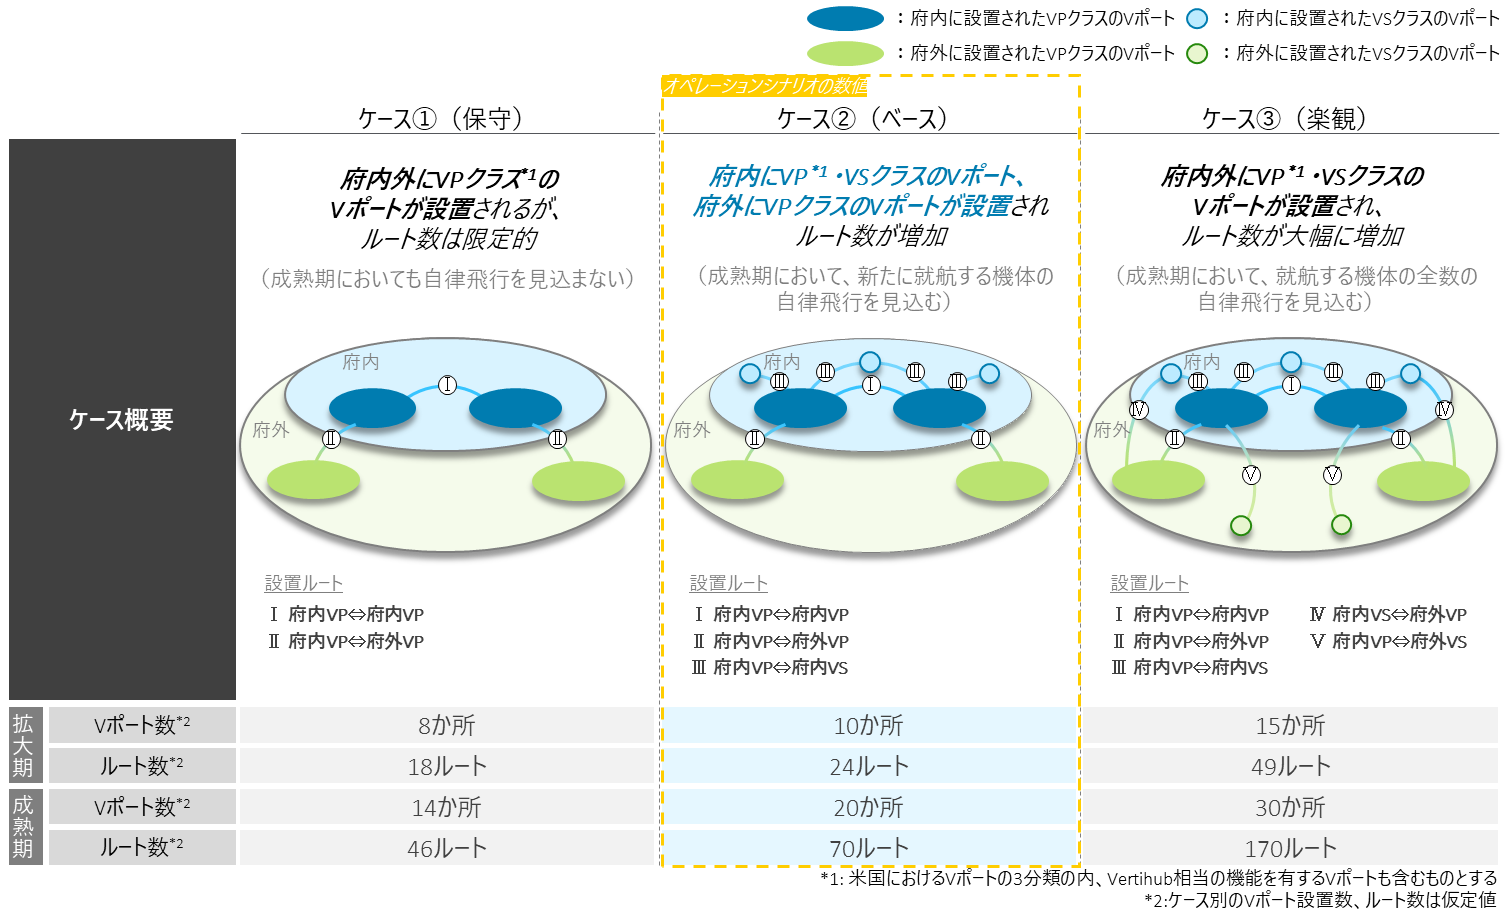 ：府内に設置されたVPクラスのVポート
：府内に設置されたVSクラスのVポート
：府外に設置されたVPクラスのVポート
：府外に設置されたVSクラスのVポート
オペレーションシナリオの数値
ケース①（保守）
ケース②（ベース）
ケース③（楽観）
ケース概要
府内外にVPクラス*1の
Vポートが設置されるが、
ルート数は限定的
（成熟期においても自律飛行を見込まない）
府内にVP*1・VSクラスのVポート、
府外にVPクラスのVポートが設置され
ルート数が増加
（成熟期において、新たに就航する機体の
自律飛行を見込む）
府内外にVP*1・VSクラスの
Vポートが設置され、
ルート数が大幅に増加
（成熟期において、就航する機体の全数の
自律飛行を見込む）
府内
府外
Ⅰ
Ⅱ
Ⅱ
府内
府外
Ⅲ
Ⅲ
Ⅰ
Ⅲ
Ⅲ
Ⅱ
Ⅱ
府内
府外
Ⅳ
Ⅲ
Ⅲ
Ⅰ
Ⅲ
Ⅲ
Ⅳ
Ⅱ
Ⅱ
Ⅴ
Ⅴ
設置ルート
Ⅰ 府内VP⇔府内VP
Ⅱ 府内VP⇔府外VP
設置ルート
Ⅰ 府内VP⇔府内VP
Ⅱ 府内VP⇔府外VP
Ⅲ 府内VP⇔府内VS
設置ルート
Ⅰ 府内VP⇔府内VP
Ⅱ 府内VP⇔府外VP
Ⅲ 府内VP⇔府内VS
Ⅳ 府内VS⇔府外VP
Ⅴ 府内VP⇔府外VS
拡大期
Vポート数*2
8か所
10か所
15か所
ルート数*2
18ルート
24ルート
49ルート
成熟期
Vポート数*2
14か所
20か所
30か所
ルート数*2
46ルート
70ルート
170ルート
*1: 米国におけるVポートの3分類の内、Vertihub相当の機能を有するVポートも含むものとする
*2:ケース別のVポート設置数、ルート数は仮定値